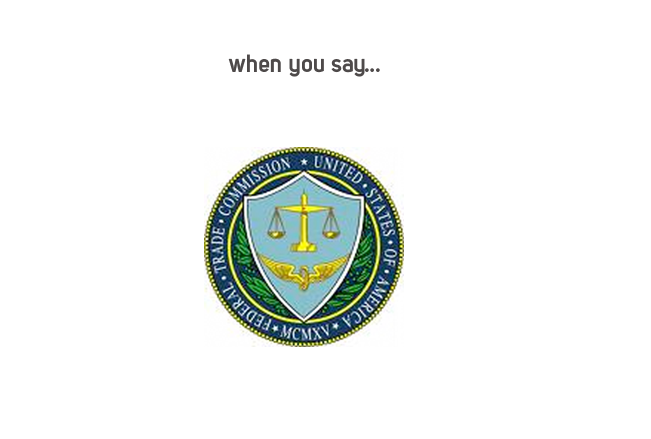 when you say...
FEDERAL TRADE COMMISSION ★ UNITED STATES OF AMERICA ★ MCMXV ★